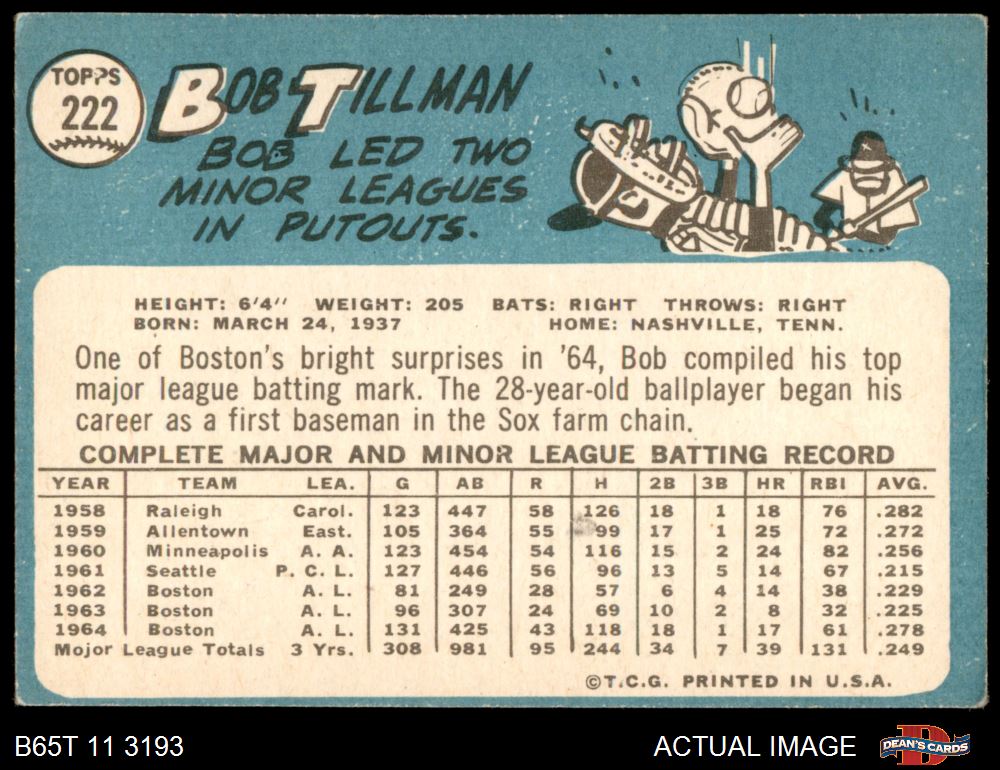 TOPPS
222
BOB TILLMAN
BOB LED TWO
MINOR LEAGUES
IN PUTOUTS.
HEIGHT: 6'4" WEIGHT: 205 BATS: RIGHT THROWS: RIGHT
BORN: MARCH 24, 1937 HOME: NASHVILLE, TENN.
One of Boston's bright surprises in '64, Bob compiled his top
major league batting mark. The 28-year-old ballplayer began his
career as a first baseman in the Sox farm chain.
COMPLETE MAJOR AND MINOR LEAGUE BATTING RECORD
YEAR TEAM LEA. G AB R H 2B 3B HR RBI AVG.
1958 Raleigh Carol. 123 447 58 126 18 1 18 76 .282
1959 Allentown East. 105 364 55 99 17 1 25 72 .272
1960 Minneapolis A. A. 123 454 54 116 15 2 24 82 .256
1961 Seattle P. C. L. 127 446 56 96 13 5 14 67 .215
1962 Boston A. L. 81 249 28 57 6 4 14 38 .229
1963 Boston A. L. 96 307 24 69 10 2 8 32 .225
1964 Boston A. L. 131 425 43 118 18 1 17 61 .278
Mojor League Totals 3 Yrs. 308 981 95 244 34 7 39 131 .249
©T.C.G. PRINTED IN U.S.A.
B65T 11 3193 ACTUAL IMAGE DEAN'S CARDS